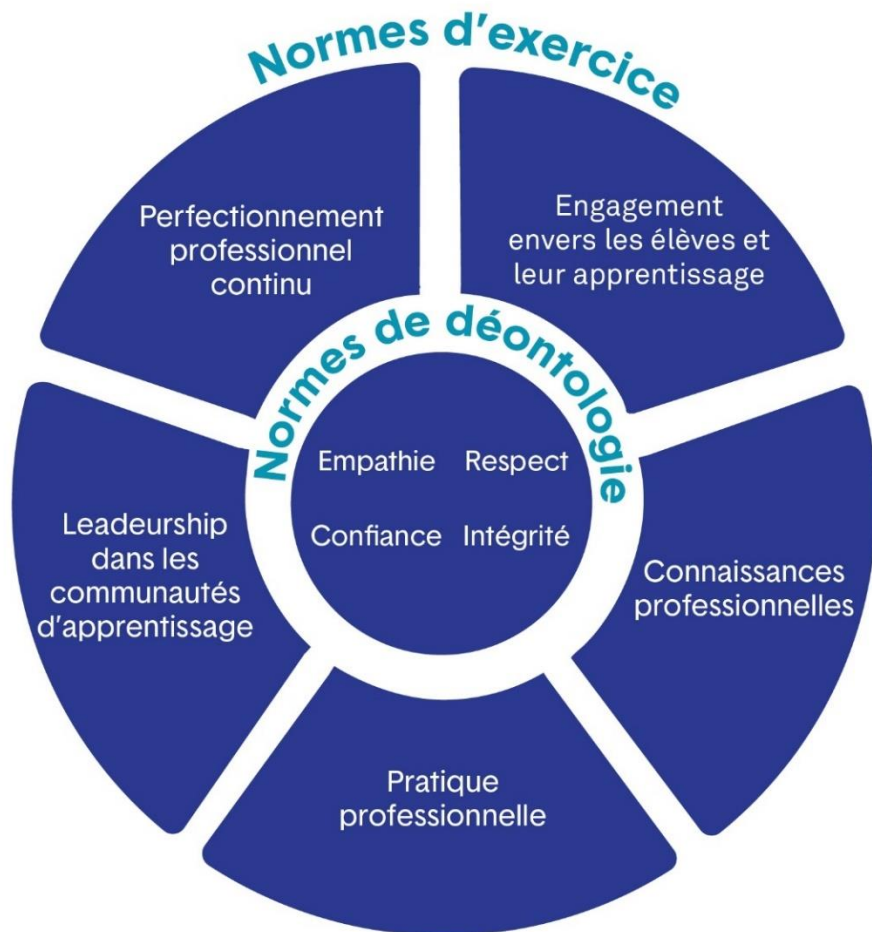 Normes d'exercice
Perfectionnement
professionnel
continu
Engagement
envers les élèves et
leur apprentissage
Normes de déontologie
Empathie Respect
Confiance Intégrité
Leadeurship
dans les
communautés
d'apprentissage
Connaissances
professionnelles
Pratique
professionnelle